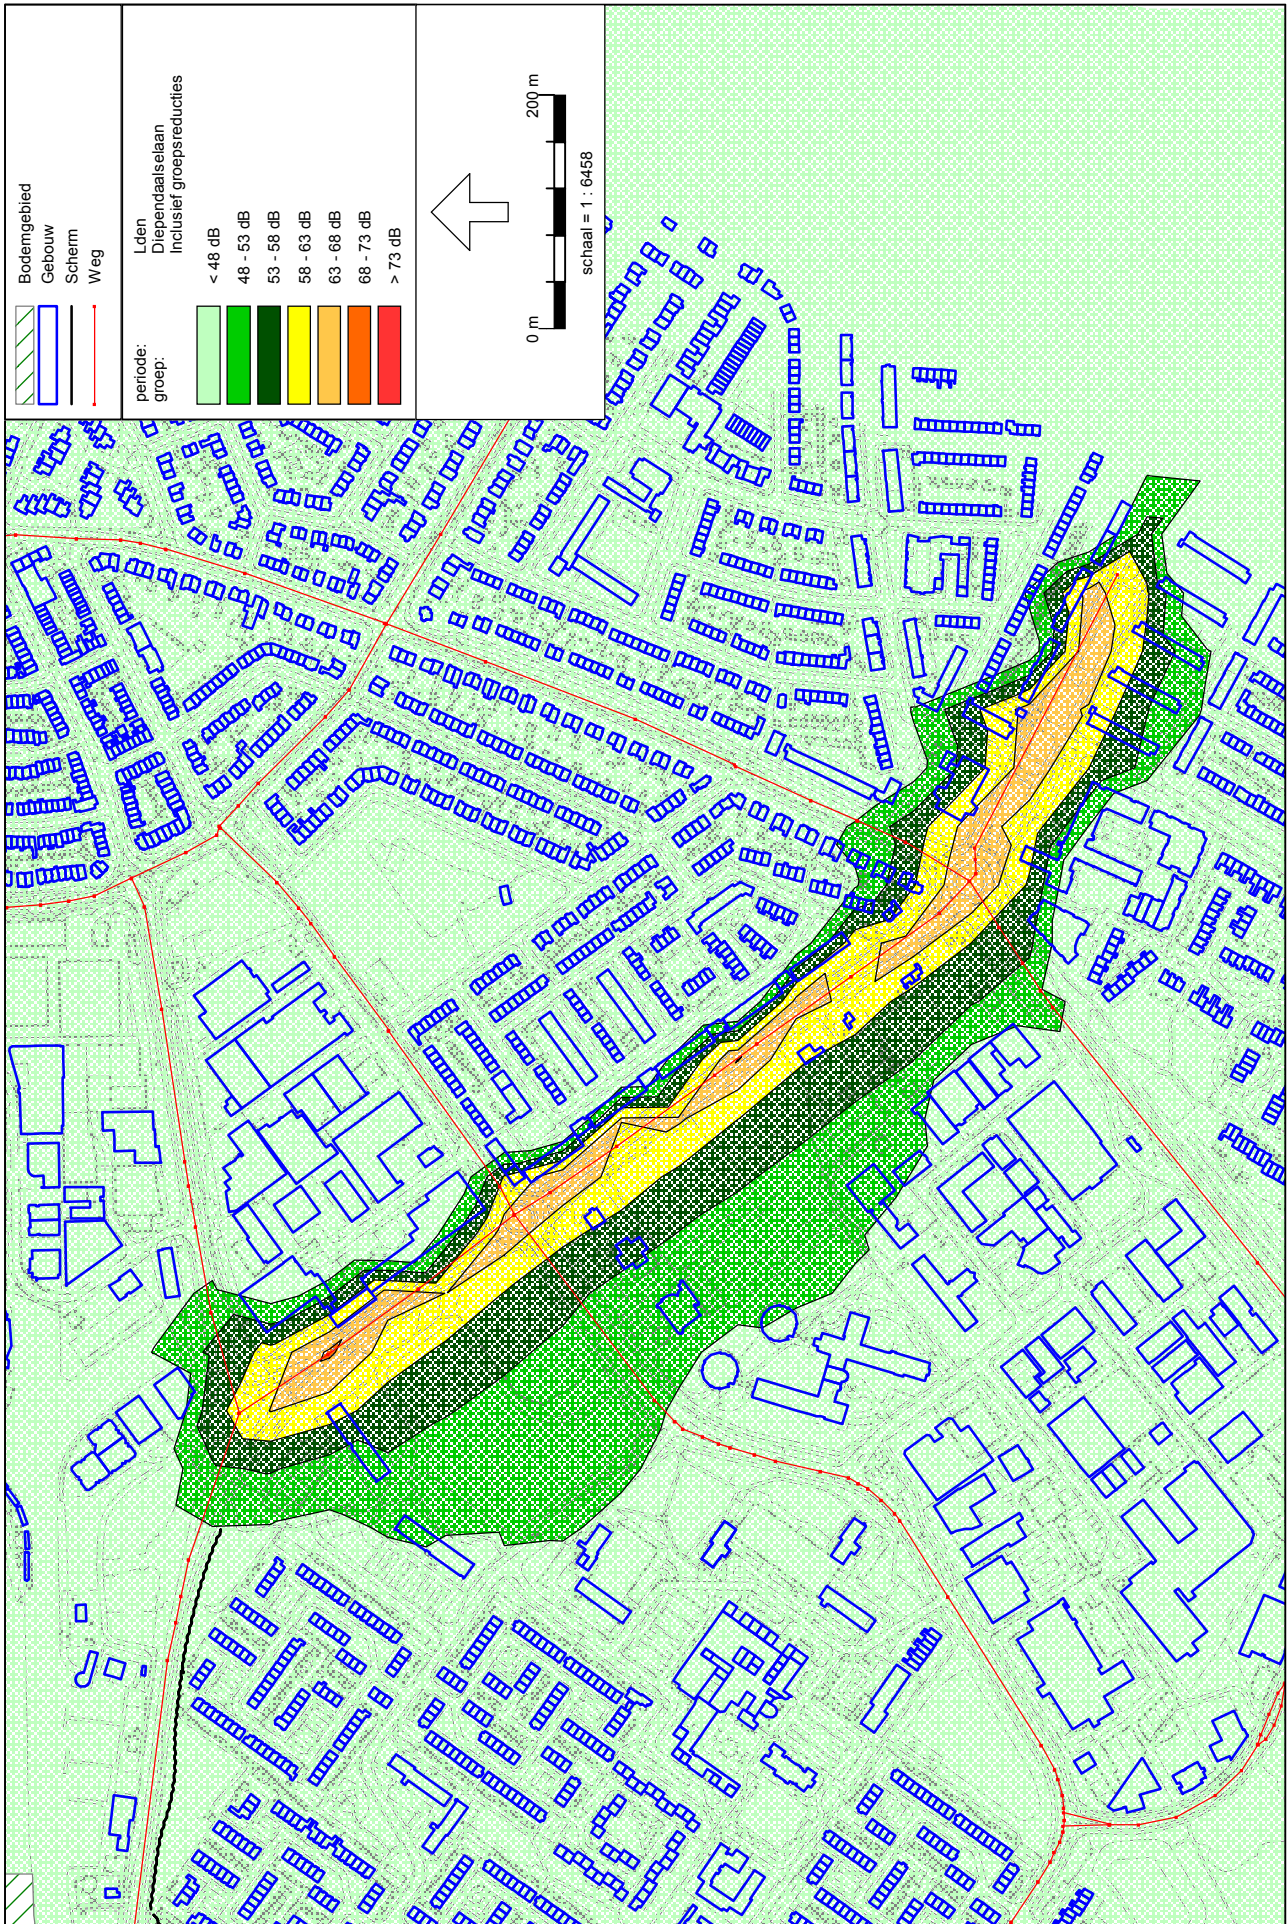 Bodemgebied
Gebouw
Scherm
Weg
periode: Lden
groep: Diependaalselaan
Inclusief groepsreducties
< 48 dB
48 - 53 dB
53 - 58 dB
58 - 63 dB
63 - 68 dB
68 - 73 dB
> 73 dB
0 m 200 m
schaal = 1 : 6458